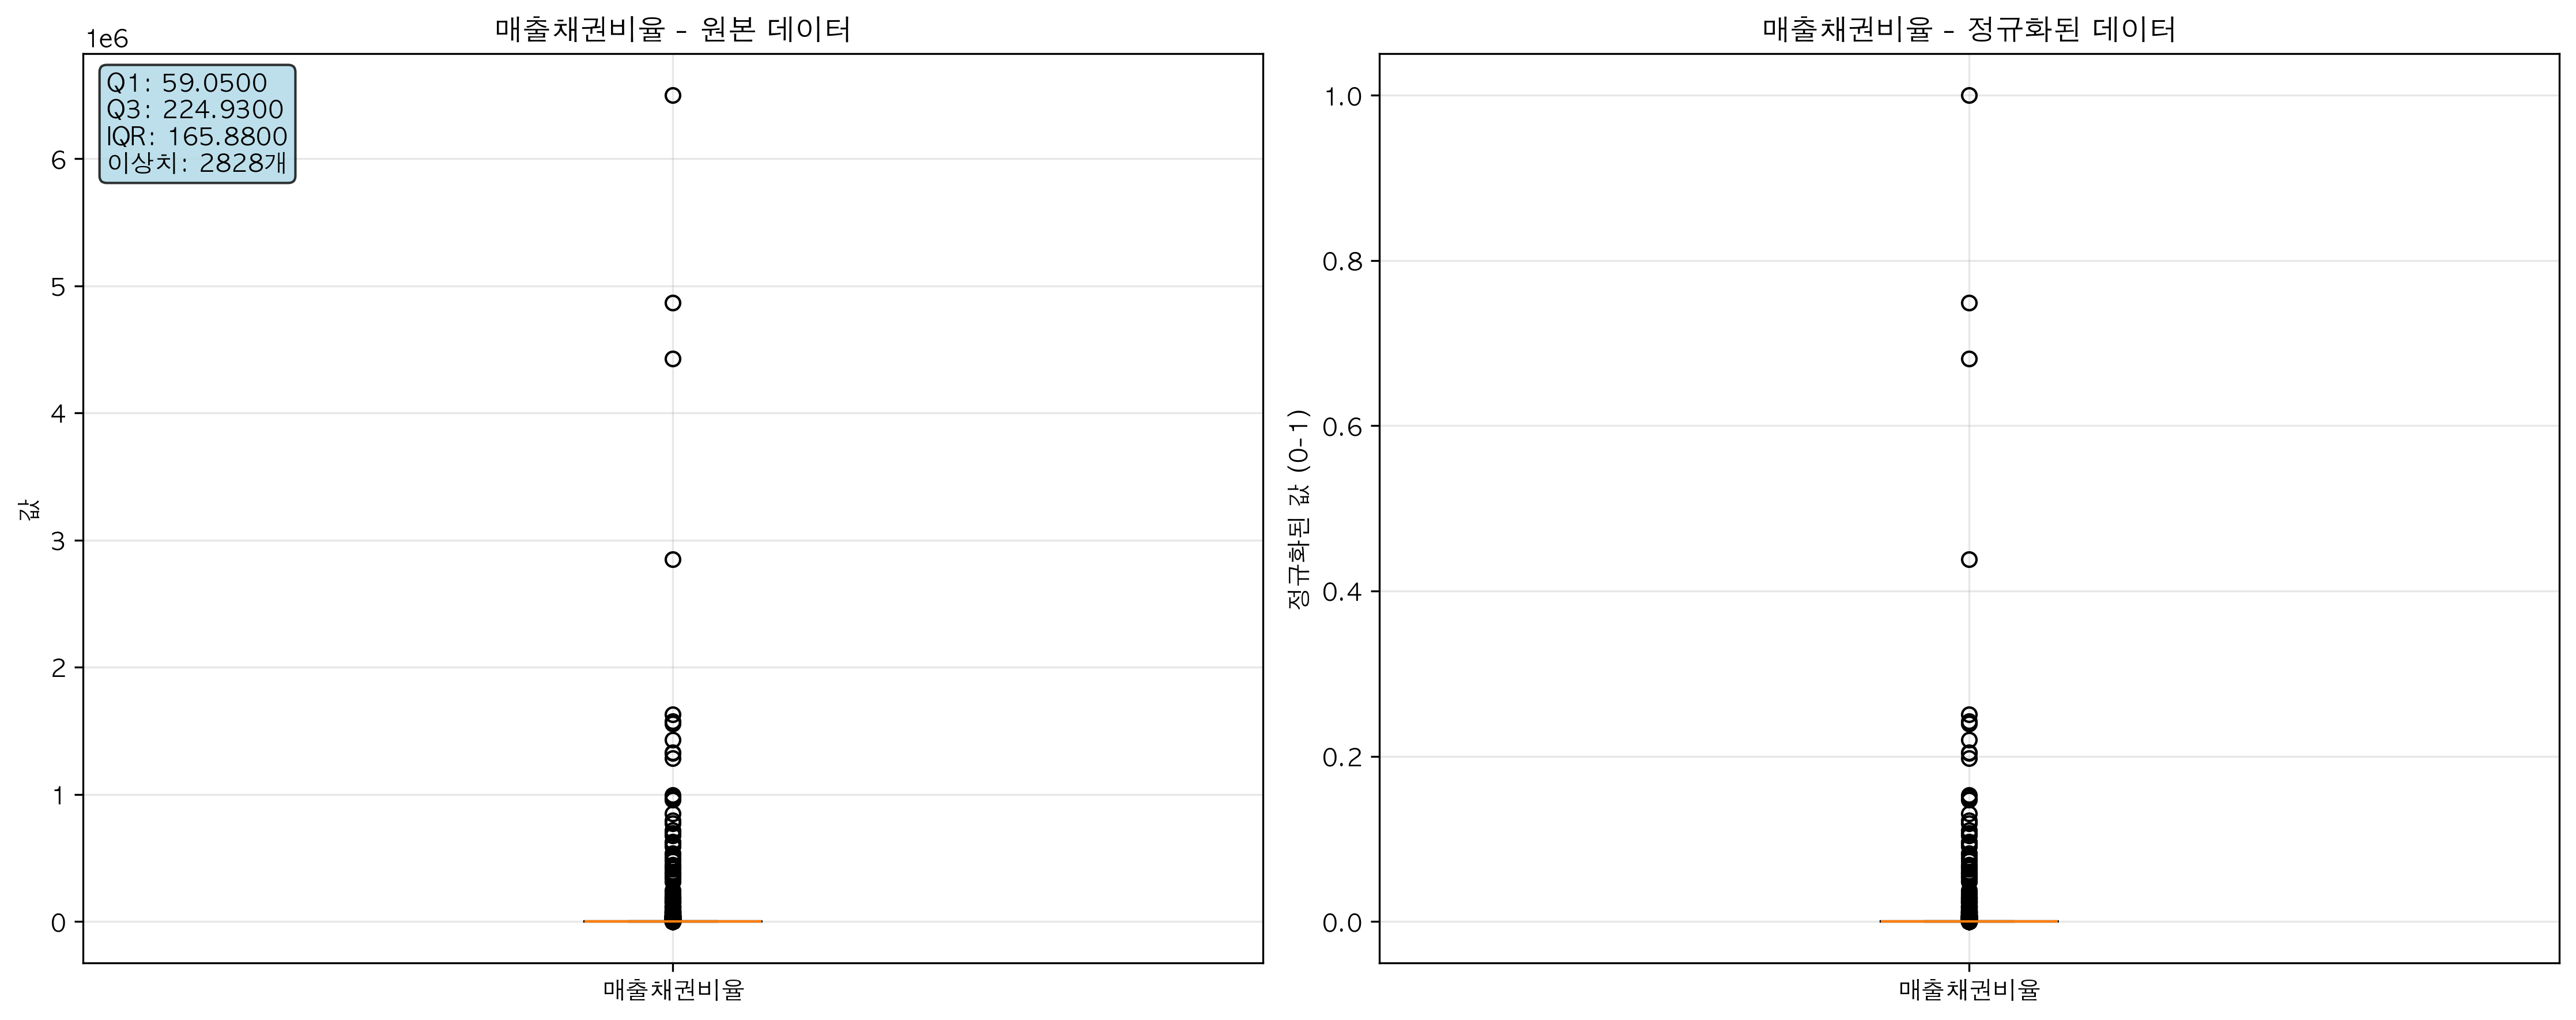 매출채권비율 - 원본 데이터
1e6
Q1: 59.0500
Q3: 224.9300
IQR: 165.8800
이상치: 2828개
6
5
4
3
2
1
0
값
매출채권비율
매출채권비율 - 정규화된 데이터
1.0
0.8
0.6
0.4
0.2
0.0
정규화된 값 (0-1)
매출채권비율